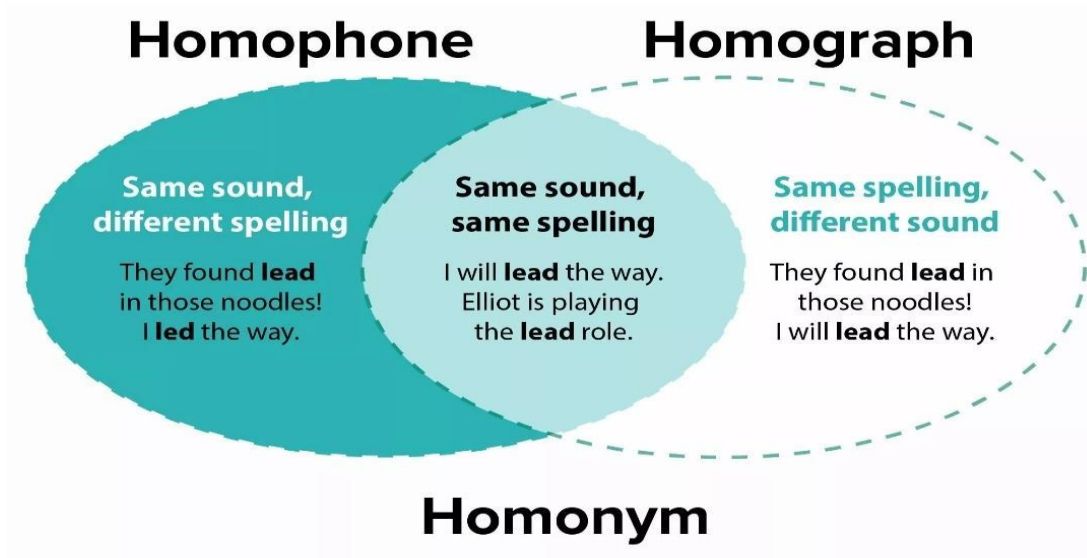 Homophone
Homograph
Same sound,
different spelling
They found lead
in those noodles!
I led the way.
Same sound,
same spelling
I will lead the way.
Elliot is playing
the lead role.
Same spelling,
different sound
They found lead in
those noodles!
I will lead the way.
Homonym